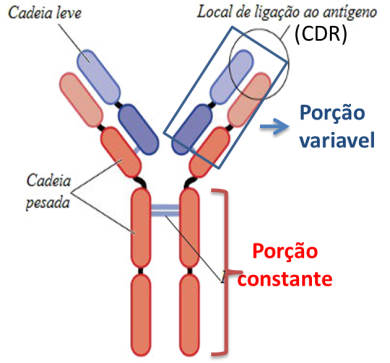 Cadeia leve
Local de ligação ao antígeno
(CDR)
Porção
variavel
Cadeia
pesada
Porção
constante